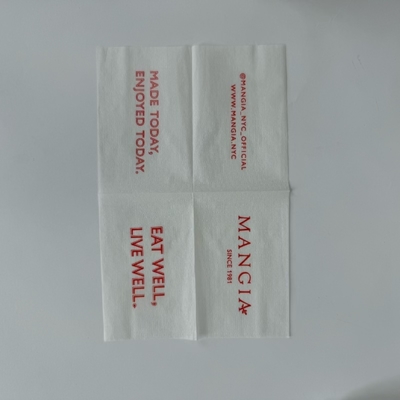 @MANGIA_NYC_OFFICIAL
WWW.MANGIA.NYC
MANGIA
SINCE 1981
MADE TODAY,
ENJOYED TODAY.
EAT WELL,
LIVE WELL.